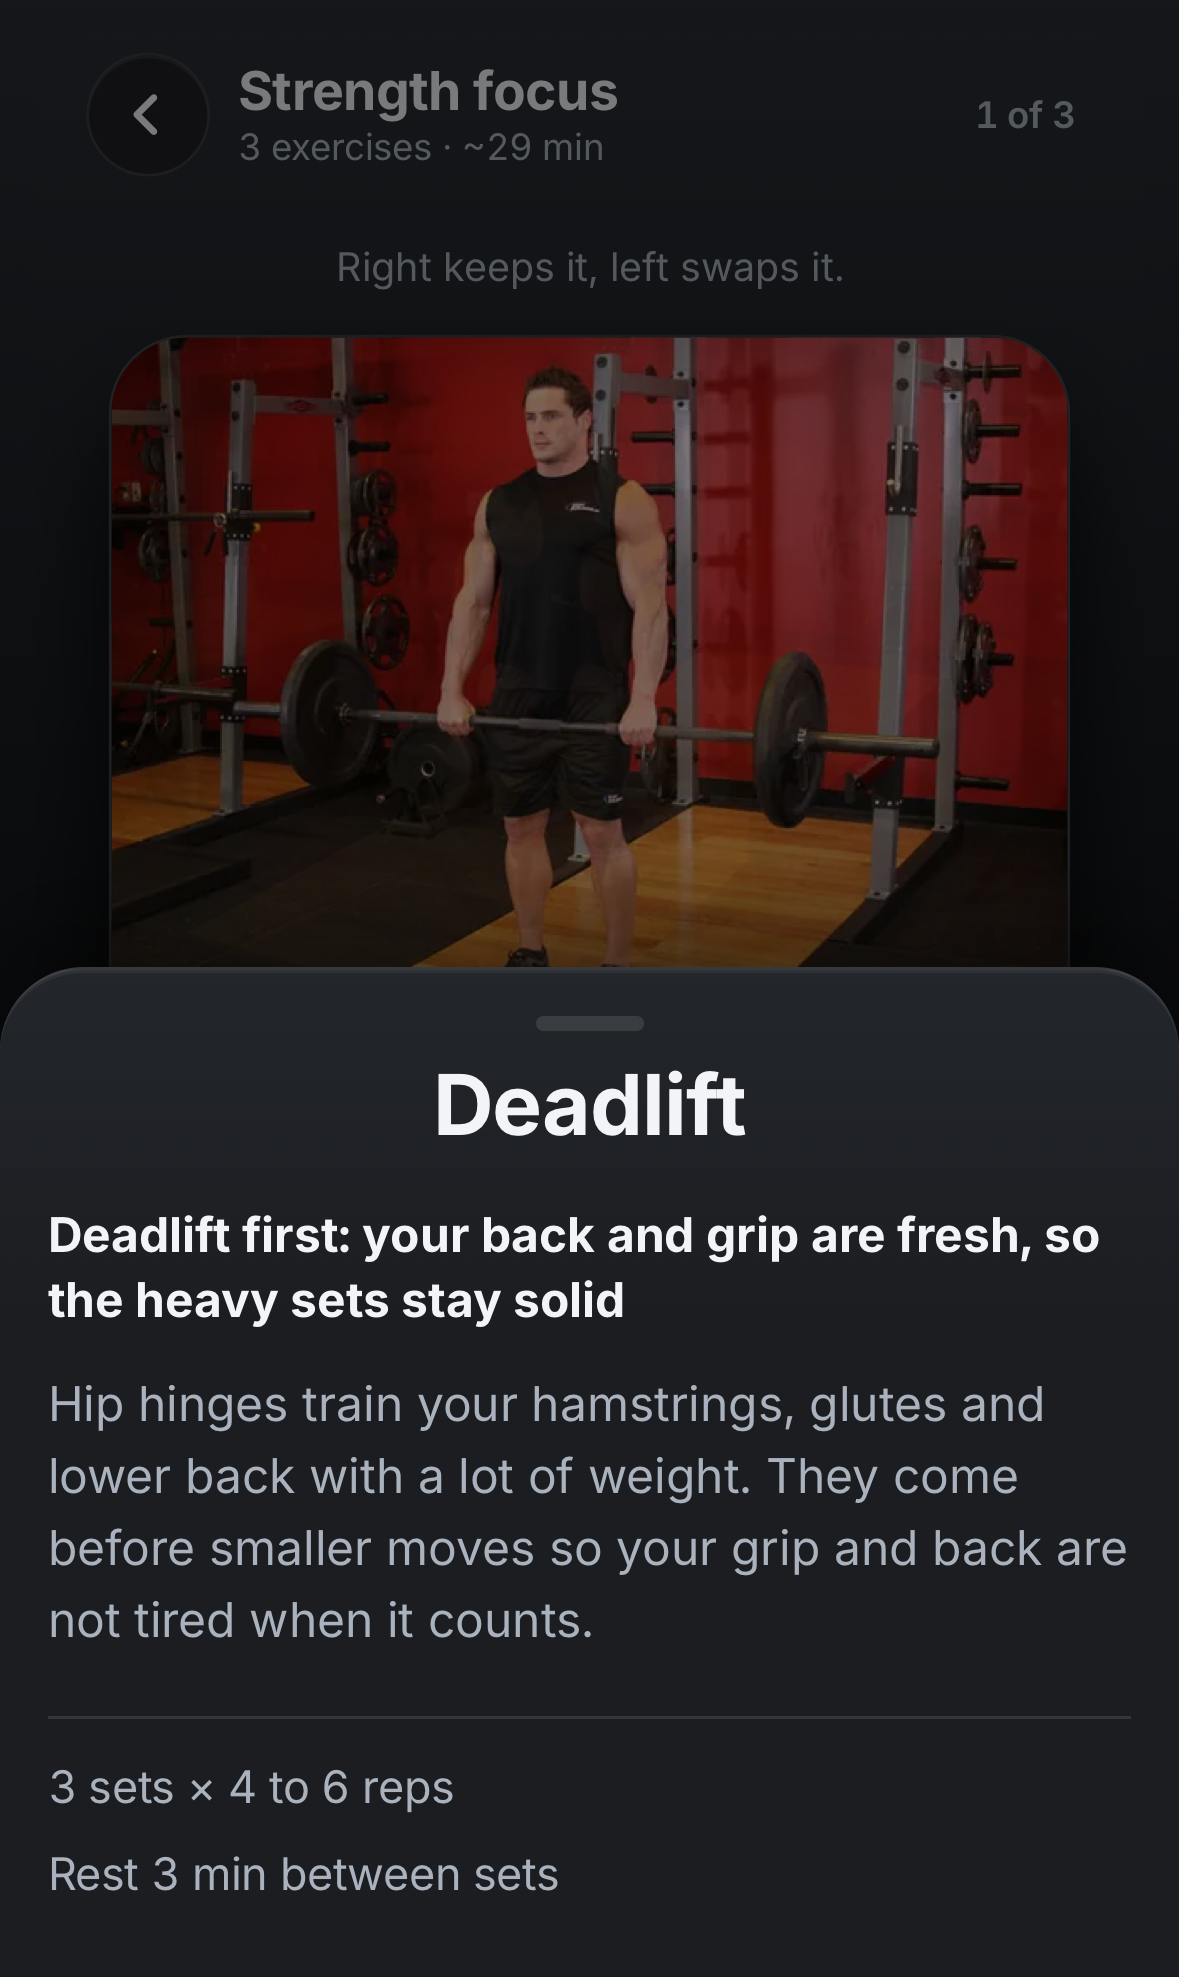 Strength focus
3 exercises · ~29 min
1 of 3
Right keeps it, left swaps it.
Deadlift
Deadlift first: your back and grip are fresh, so
the heavy sets stay solid
Hip hinges train your hamstrings, glutes and
lower back with a lot of weight. They come
before smaller moves so your grip and back are
not tired when it counts.
3 sets × 4 to 6 reps
Rest 3 min between sets